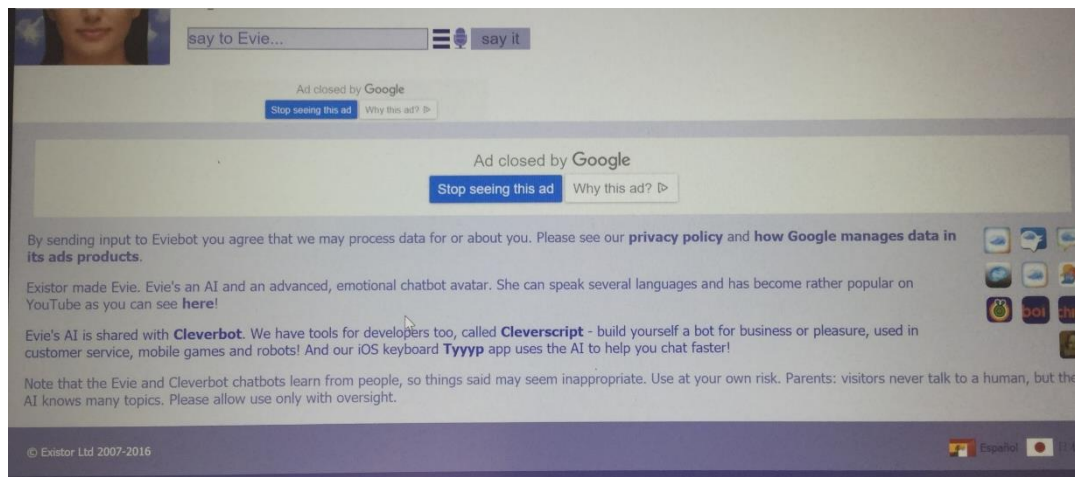 say to Evie...
say it
Ad closed by Google
Stop seeing this ad Why this ad?
Ad closed by Google
Stop seeing this ad Why this ad?
By sending input to Eviebot you agree that we may process data for or about you. Please see our privacy policy and how Google manages data in
its ads products.
Existor made Evie. Evie's an AI and an advanced, emotional chatbot avatar. She can speak several languages and has become rather popular on
YouTube as you can see here!
Evie's AI is shared with Cleverbot. We have tools for developers too, called Cleverscript - build yourself a bot for business or pleasure, used in
customer service, mobile games and robots! And our iOS keyboard Tyyyp app uses the AI to help you chat faster!
boi
chi
Note that the Evie and Cleverbot chatbots learn from people, so things said may seem inappropriate. Use at your own risk. Parents: visitors never talk to a human, but the
AI knows many topics. Please allow use only with oversight.
© Existor Ltd 2007-2016
Español